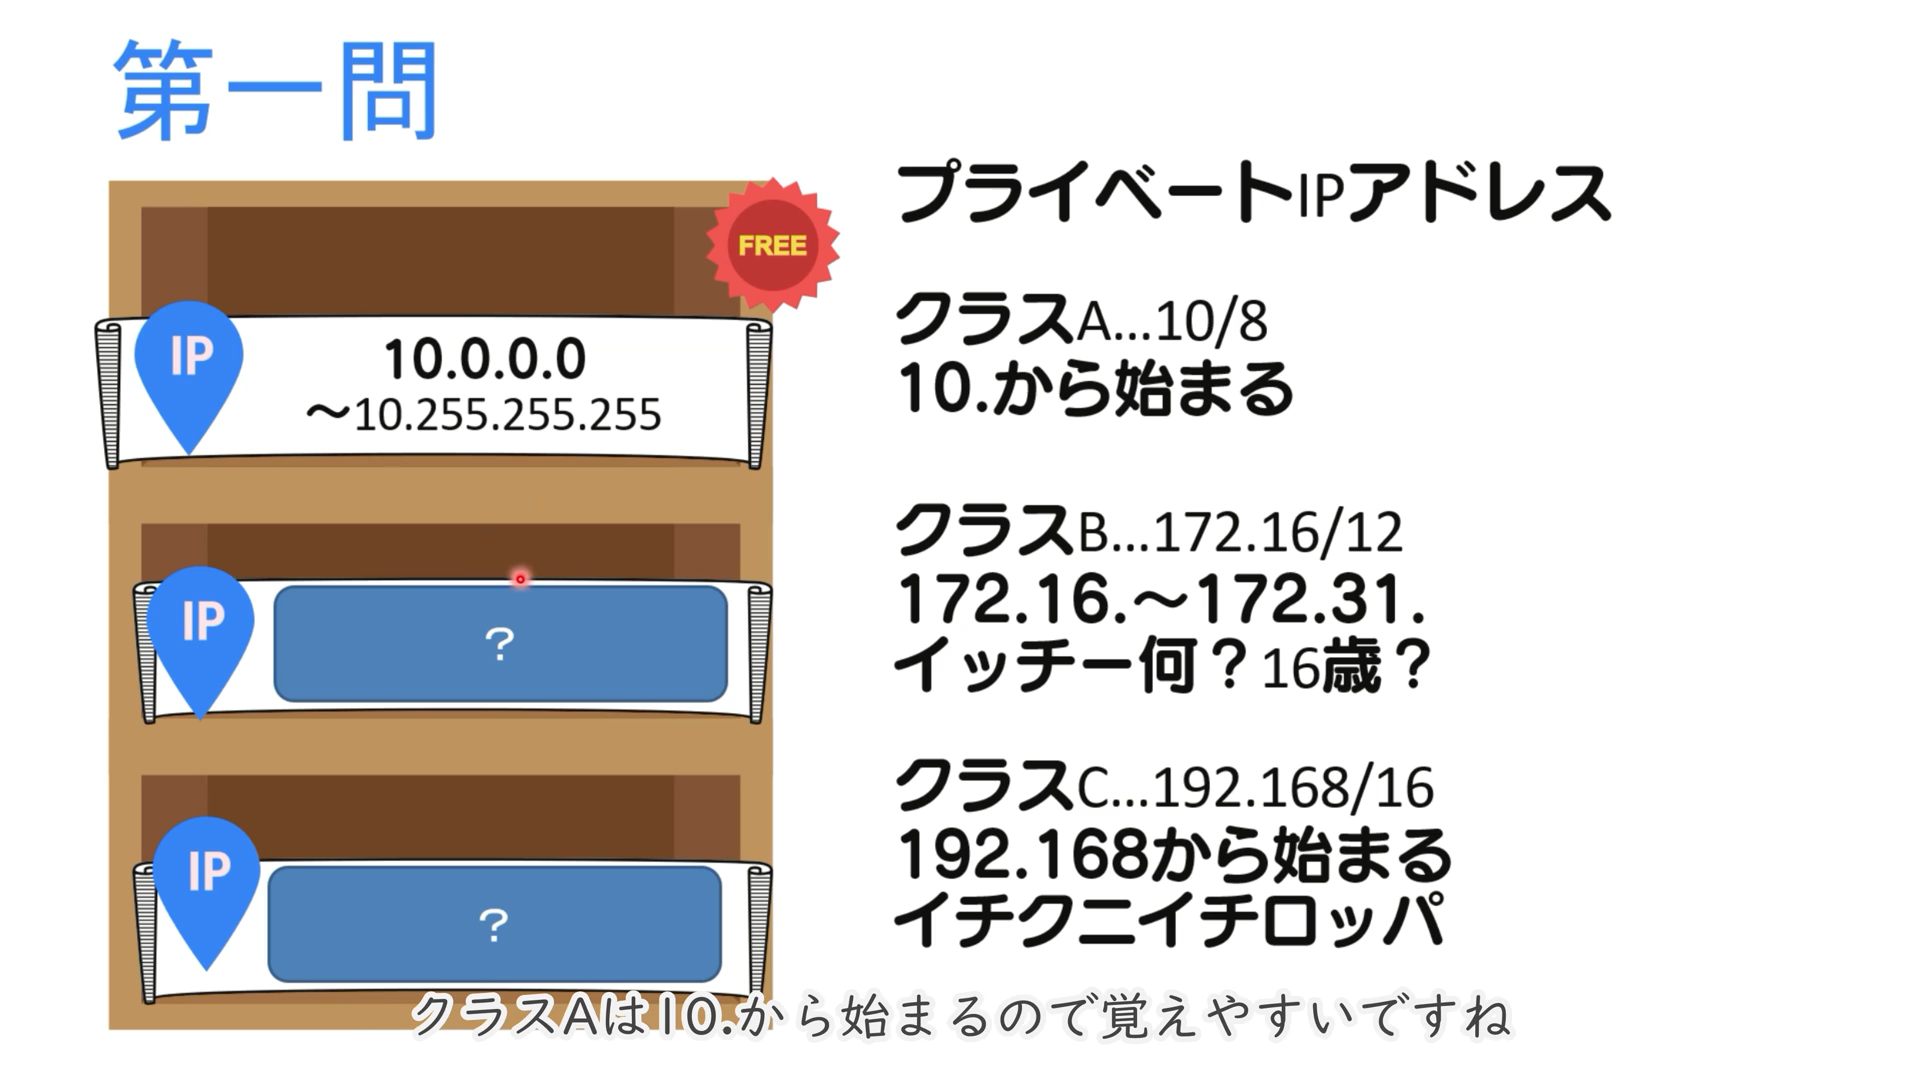 第一問
FREE
IP
10.0.0.0
～10.255.255.255
IP
？
IP
？
プライベートIPアドレス
クラスA…10/8
10.から始まる
クラスB…172.16/12
172.16.～172.31.
イッチー何？16歳？
クラスC…192.168/16
192.168から始まる
イチクニイチロッパ
クラスAは10.から始まるので覚えやすいですね